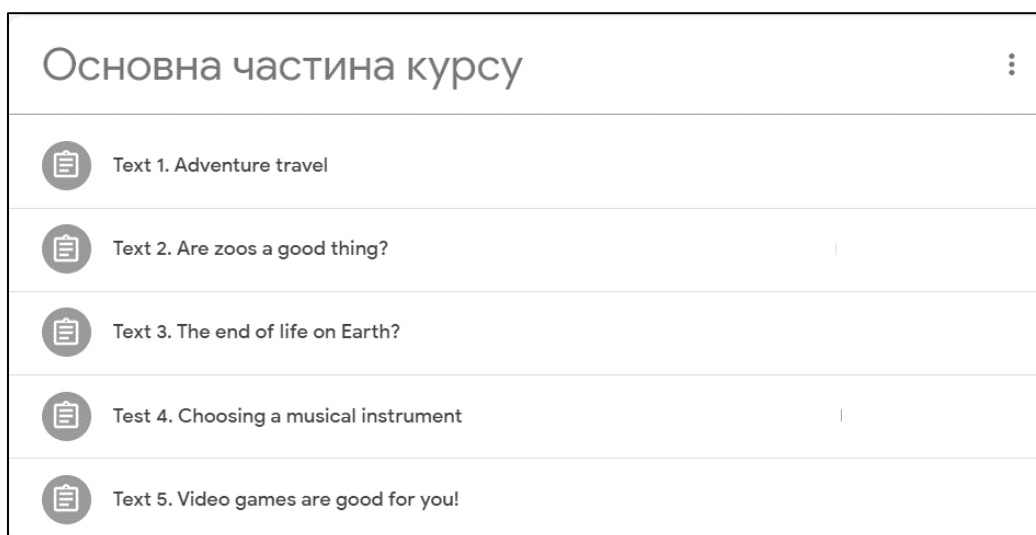 Основна частина курсу
Text 1. Adventure travel
Text 2. Are zoos a good thing?
Text 3. The end of life on Earth?
Test 4. Choosing a musical instrument
Text 5. Video games are good for you!